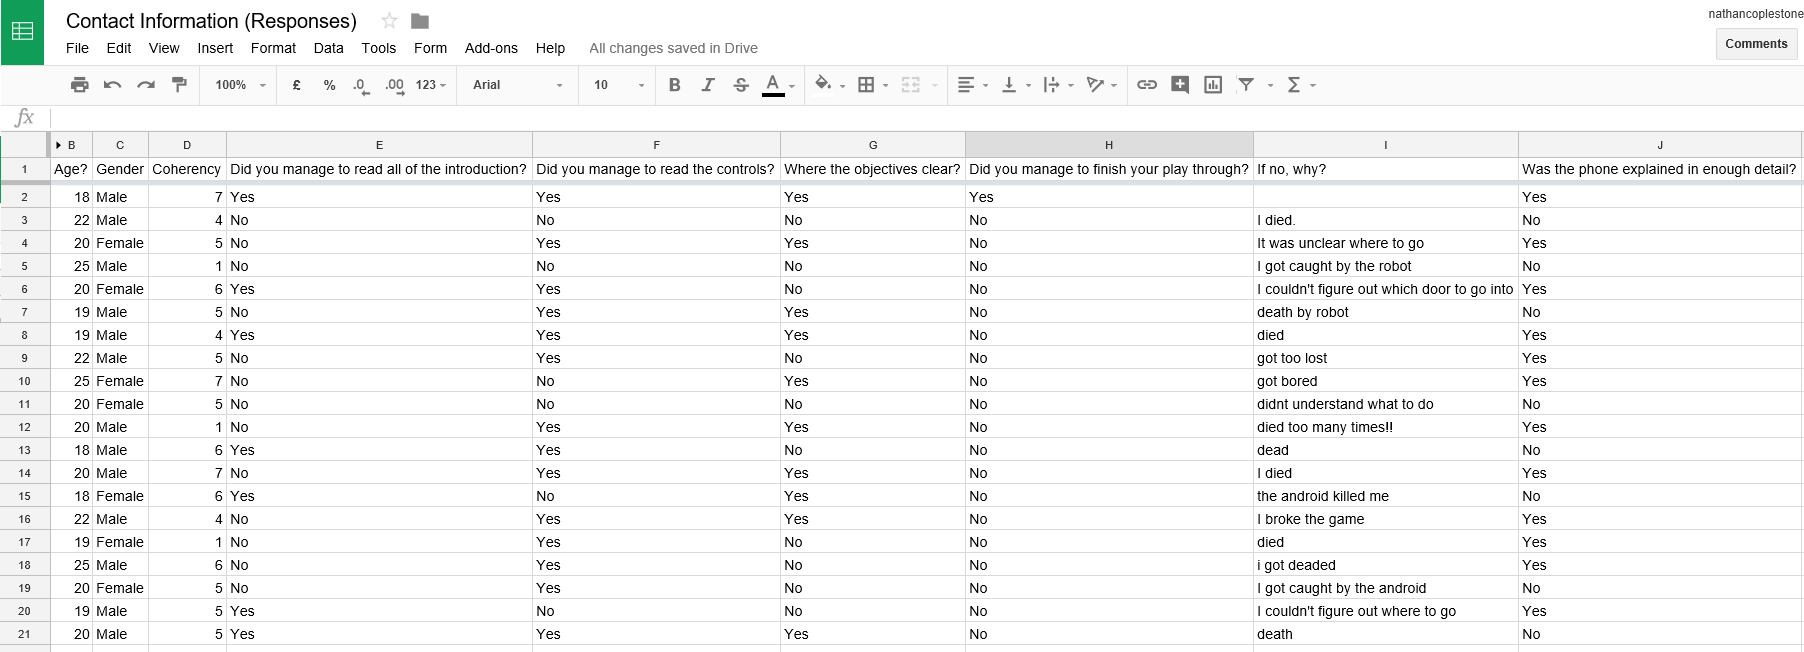 Contact Information (Responses)
nathancoplestone
File Edit View Insert Format Data Tools Form Add-ons Help All changes saved in Drive
Comments
100% £ % .0 .00 123 Arial 10 B I S A Σ
fx
B C D E F G H I J
1 Age? Gender Coherency Did you manage to read all of the introduction? Did you manage to read the controls? Where the objectives clear? Did you manage to finish your play through? If no, why? Was the phone explained in enough detail?
2 18 Male 7 Yes Yes Yes Yes Yes
3 22 Male 4 No No No No I died. No
4 20 Female 5 No Yes Yes No It was unclear where to go Yes
5 25 Male 1 No No No No I got caught by the robot No
6 20 Female 6 Yes Yes No No I couldn't figure out which door to go into Yes
7 19 Male 5 No Yes Yes No death by robot No
8 19 Male 4 Yes Yes Yes No died Yes
9 22 Male 5 No Yes No No got too lost Yes
10 25 Female 7 No No Yes No got bored Yes
11 20 Female 5 No No No No didnt understand what to do No
12 20 Male 1 No Yes Yes No died too many times!! Yes
13 18 Male 6 Yes Yes No No dead No
14 20 Male 7 No Yes Yes No I died Yes
15 18 Female 6 Yes No Yes No the android killed me No
16 22 Male 4 No Yes Yes No I broke the game Yes
17 19 Female 1 No Yes No No died Yes
18 25 Male 6 No Yes No No i got deaded Yes
19 20 Female 5 No Yes No No I got caught by the android No
20 19 Male 5 Yes No No No I couldn't figure out where to go Yes
21 20 Male 5 Yes Yes Yes No death No